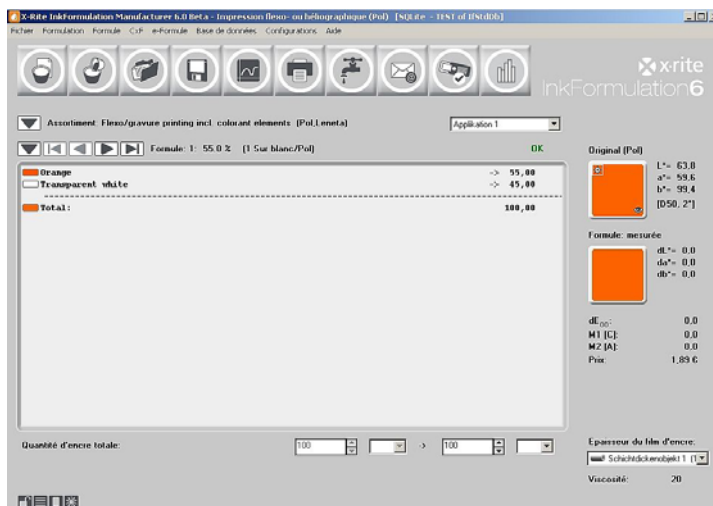 X-Rite InkFormulation Manufacturer 6.0 Beta - Impression flexo- ou héliographique (Pol) [SQLite - TEST of IfStdDb]
Fichier Formulation Formule CxF e-Formule Base de données Configurations Aide
x-rite
InkFormulation6
Assortiment: Flexo/gravure printing incl. colorant elements (Pol,Leneta)
Applikation 1
Formule: 1: 55.0 % (1 Sur blanc/Pol)
OK
Orange -> 55,00
Transparent white -> 45,00
Total: 100,00
Original (Pol)
L*= 63,8
a*= 59,6
b*= 99,4
[D50, 2°]
Formule: mesurée
dL*= 0,0
da*= 0,0
db*= 0,0
dE00: 0,0
M1 [C]: 0,0
M2 [A]: 0,0
Prix: 1,89 €
Quantité d'encre totale: 100 -> 100
Epaisseur du film d'encre:
Schichtdickenobjekt 1 (1
Viscosité: 20